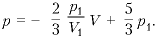 p = − 2/3 p₁/V₁ V + 5/3 p₁.